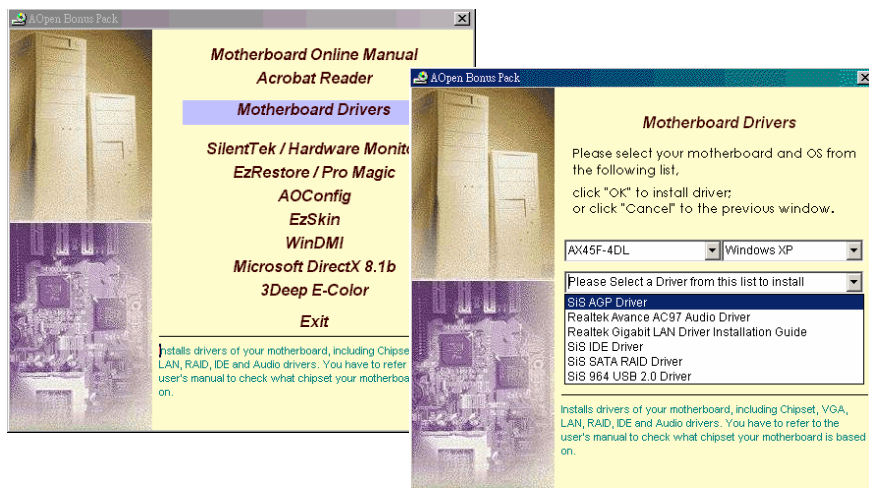 AOpen Bonus Pack
Motherboard Online Manual
Acrobat Reader
Motherboard Drivers
SilentTek / Hardware Monito
EzRestore / Pro Magic
AOConfig
EzSkin
WinDMI
Microsoft DirectX 8.1b
3Deep E-Color
Exit
Installs drivers of your motherboard, including Chipse
LAN, RAID, IDE and Audio drivers. You have to refer
user's manual to check what chipset your motherboa
on.
AOpen Bonus Pack
Motherboard Drivers
Please select your motherboard and OS from
the following list,
click "OK" to install driver;
or click "Cancel" to the previous window.
AX45F-4DL Windows XP
Please Select a Driver from this list to install
SiS AGP Driver
Realtek Avance AC97 Audio Driver
Realtek Gigabit LAN Driver Installation Guide
SiS IDE Driver
SiS SATA RAID Driver
SiS 964 USB 2.0 Driver
Installs drivers of your motherboard, including Chipset, VGA,
LAN, RAID, IDE and Audio drivers. You have to refer to the
user's manual to check what chipset your motherboard is based
on.